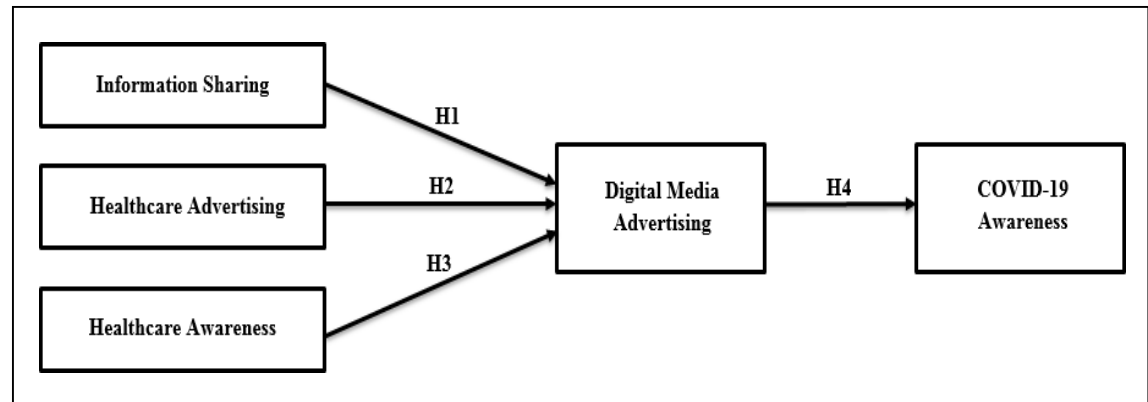 Information Sharing
H1
Healthcare Advertising
H2
Healthcare Awareness
H3
Digital Media
Advertising
H4
COVID-19
Awareness